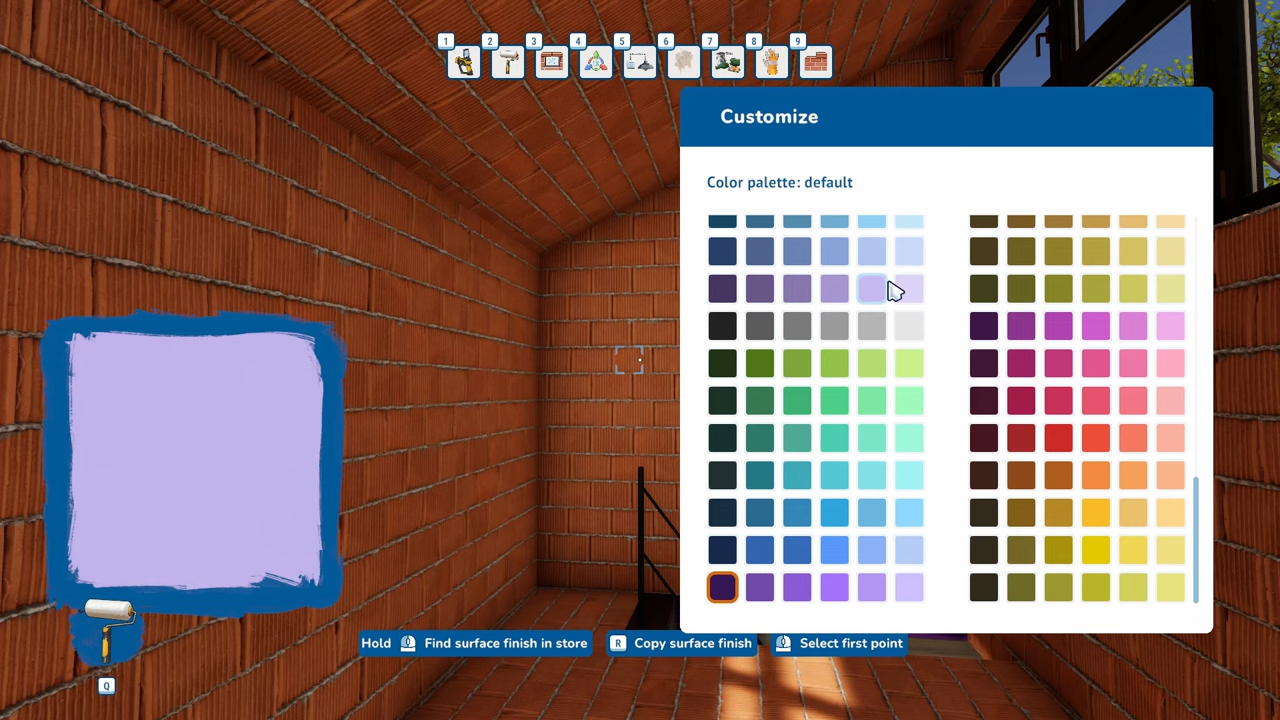 1 2 3 4 5 6 7 8 9
Customize
Color palette: default
Hold Find surface finish in store R Copy surface finish Select first point
Q